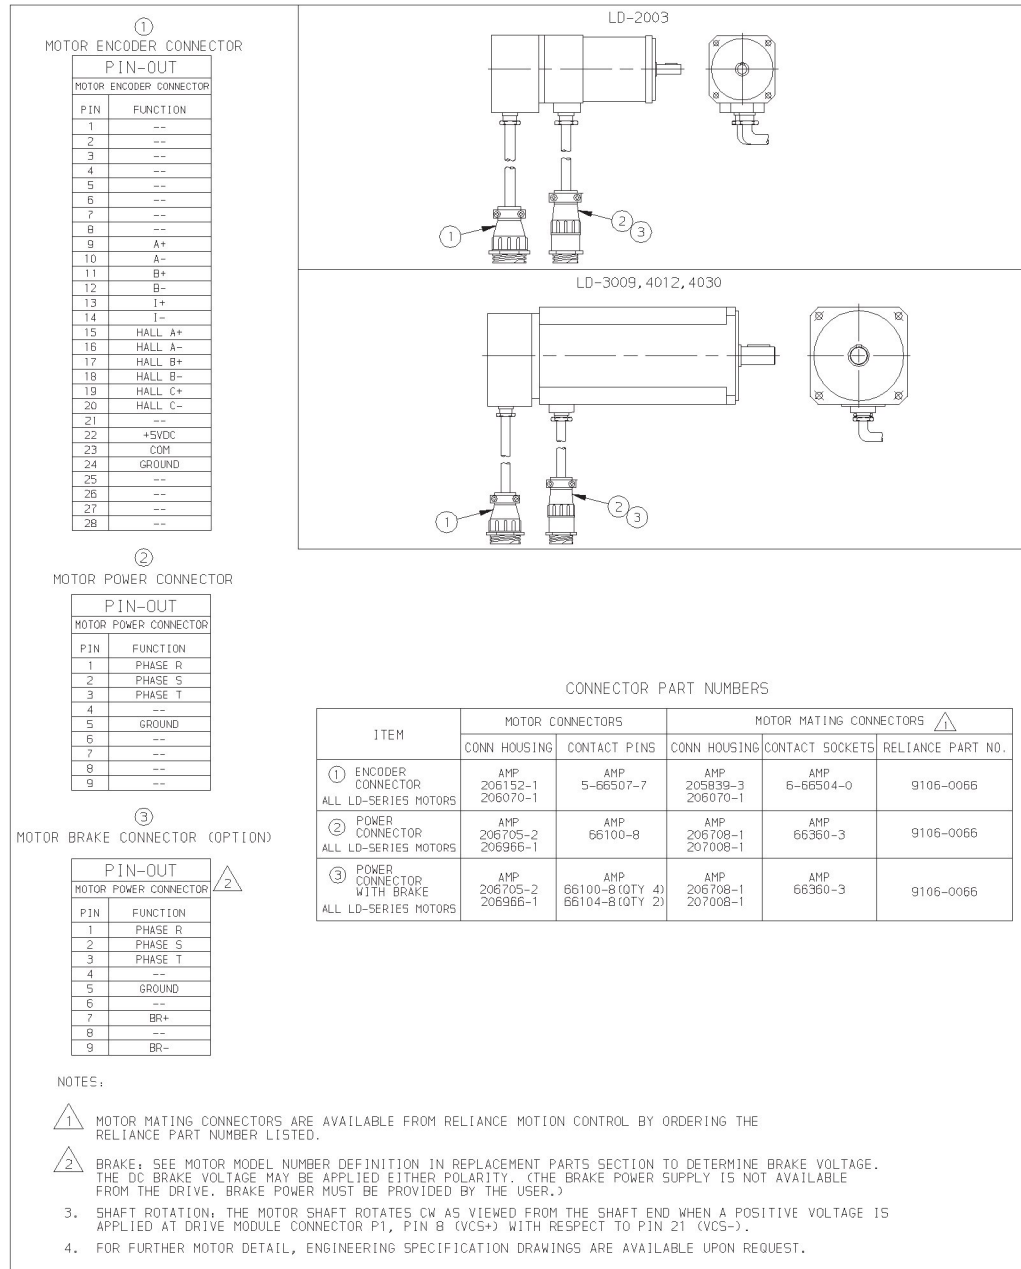 ①
MOTOR ENCODER CONNECTOR
PIN-OUT
MOTOR ENCODER CONNECTOR
PIN FUNCTION
1 --
2 --
3 --
4 --
5 --
6 --
7 --
8 --
9 A+
10 A-
11 B+
12 B-
13 I+
14 I-
15 HALL A+
16 HALL A-
17 HALL B+
18 HALL B-
19 HALL C+
20 HALL C-
21 --
22 +5VDC
23 COM
24 GROUND
25 --
26 --
27 --
28 --
②
MOTOR POWER CONNECTOR
PIN-OUT
MOTOR POWER CONNECTOR
PIN FUNCTION
1 PHASE R
2 PHASE S
3 PHASE T
4 --
5 GROUND
6 --
7 --
8 --
9 --
③
MOTOR BRAKE CONNECTOR (OPTION)
PIN-OUT
MOTOR POWER CONNECTOR 2
PIN FUNCTION
1 PHASE R
2 PHASE S
3 PHASE T
4 --
5 GROUND
6 --
7 BR+
8 --
9 BR-
LD-2003
1
2
3
LD-3009,4012,4030
1
2
3
CONNECTOR PART NUMBERS
ITEM MOTOR CONNECTORS MOTOR MATING CONNECTORS 1
CONN HOUSING CONTACT PINS CONN HOUSING CONTACT SOCKETS RELIANCE PART NO.
① ENCODER AMP AMP AMP AMP
CONNECTOR 206152-1 5-66507-7 205839-3 6-66504-0 9106-0066
ALL LD-SERIES MOTORS 206070-1 206070-1
② POWER AMP AMP AMP AMP
CONNECTOR 206705-2 66100-8 206708-1 66360-3 9106-0066
ALL LD-SERIES MOTORS 206966-1 207008-1
③ POWER
CONNECTOR AMP AMP AMP AMP
WITH BRAKE 206705-2 66100-8(QTY 4) 206708-1 66360-3 9106-0066
ALL LD-SERIES MOTORS 206966-1 66104-8(QTY 2) 207008-1
NOTES:
1 MOTOR MATING CONNECTORS ARE AVAILABLE FROM RELIANCE MOTION CONTROL BY ORDERING THE
RELIANCE PART NUMBER LISTED.
2 BRAKE: SEE MOTOR MODEL NUMBER DEFINITION IN REPLACEMENT PARTS SECTION TO DETERMINE BRAKE VOLTAGE.
THE DC BRAKE VOLTAGE MAY BE APPLIED EITHER POLARITY. (THE BRAKE POWER SUPPLY IS NOT AVAILABLE
FROM THE DRIVE. BRAKE POWER MUST BE PROVIDED BY THE USER.)
3. SHAFT ROTATION: THE MOTOR SHAFT ROTATES CW AS VIEWED FROM THE SHAFT END WHEN A POSITIVE VOLTAGE IS
APPLIED AT DRIVE MODULE CONNECTOR P1, PIN 8 (VCS+) WITH RESPECT TO PIN 21 (VCS-).
4. FOR FURTHER MOTOR DETAIL, ENGINEERING SPECIFICATION DRAWINGS ARE AVAILABLE UPON REQUEST.